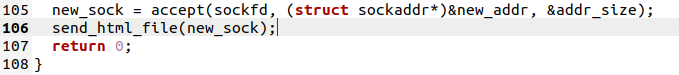 105 new_sock = accept(sockfd, (struct sockaddr*)&new_addr, &addr_size);
106 send_html_file(new_sock);
107 return 0;
108 }